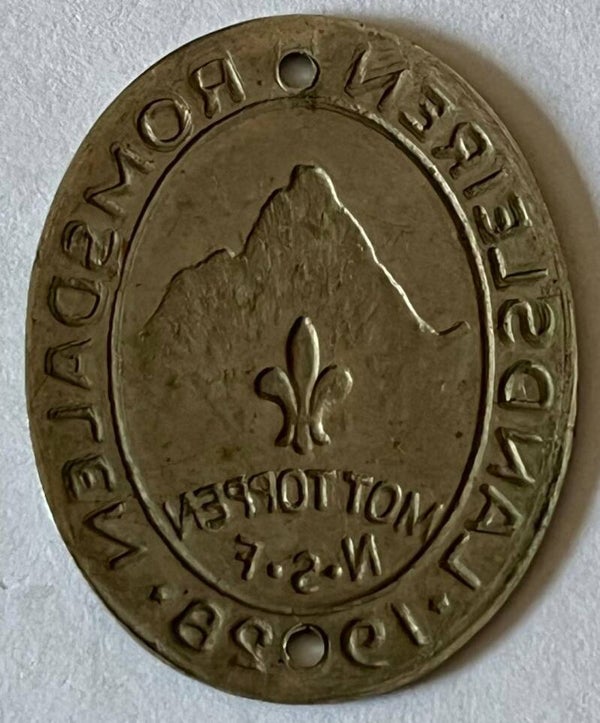 LANDSLEIREN ROMSDALEN
MOT TOPPEN
N·S·F
·1928·